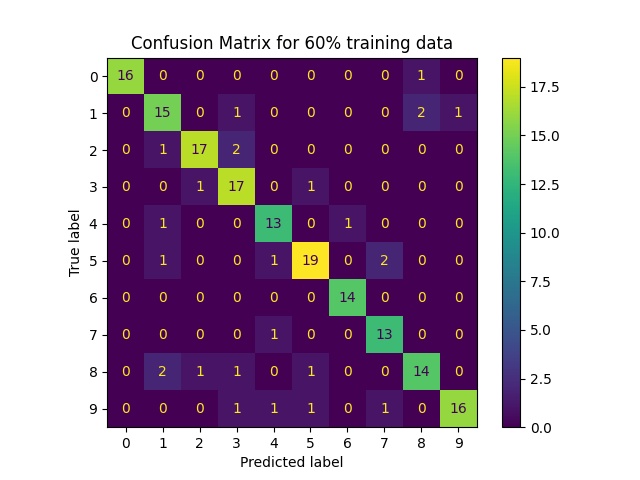 Confusion Matrix for 60% training data
0 16 0 0 0 0 0 0 0 1 0
1 0 15 0 1 0 0 0 0 2 1
2 0 1 17 2 0 0 0 0 0 0
3 0 0 1 17 0 1 0 0 0 0
4 0 1 0 0 13 0 1 0 0 0
5 0 1 0 0 1 19 0 2 0 0
6 0 0 0 0 0 0 14 0 0 0
7 0 0 0 0 1 0 0 13 0 0
8 0 2 1 1 0 1 0 0 14 0
9 0 0 0 1 1 1 0 1 0 16
0 1 2 3 4 5 6 7 8 9
Predicted label
True label
17.5
15.0
12.5
10.0
7.5
5.0
2.5
0.0